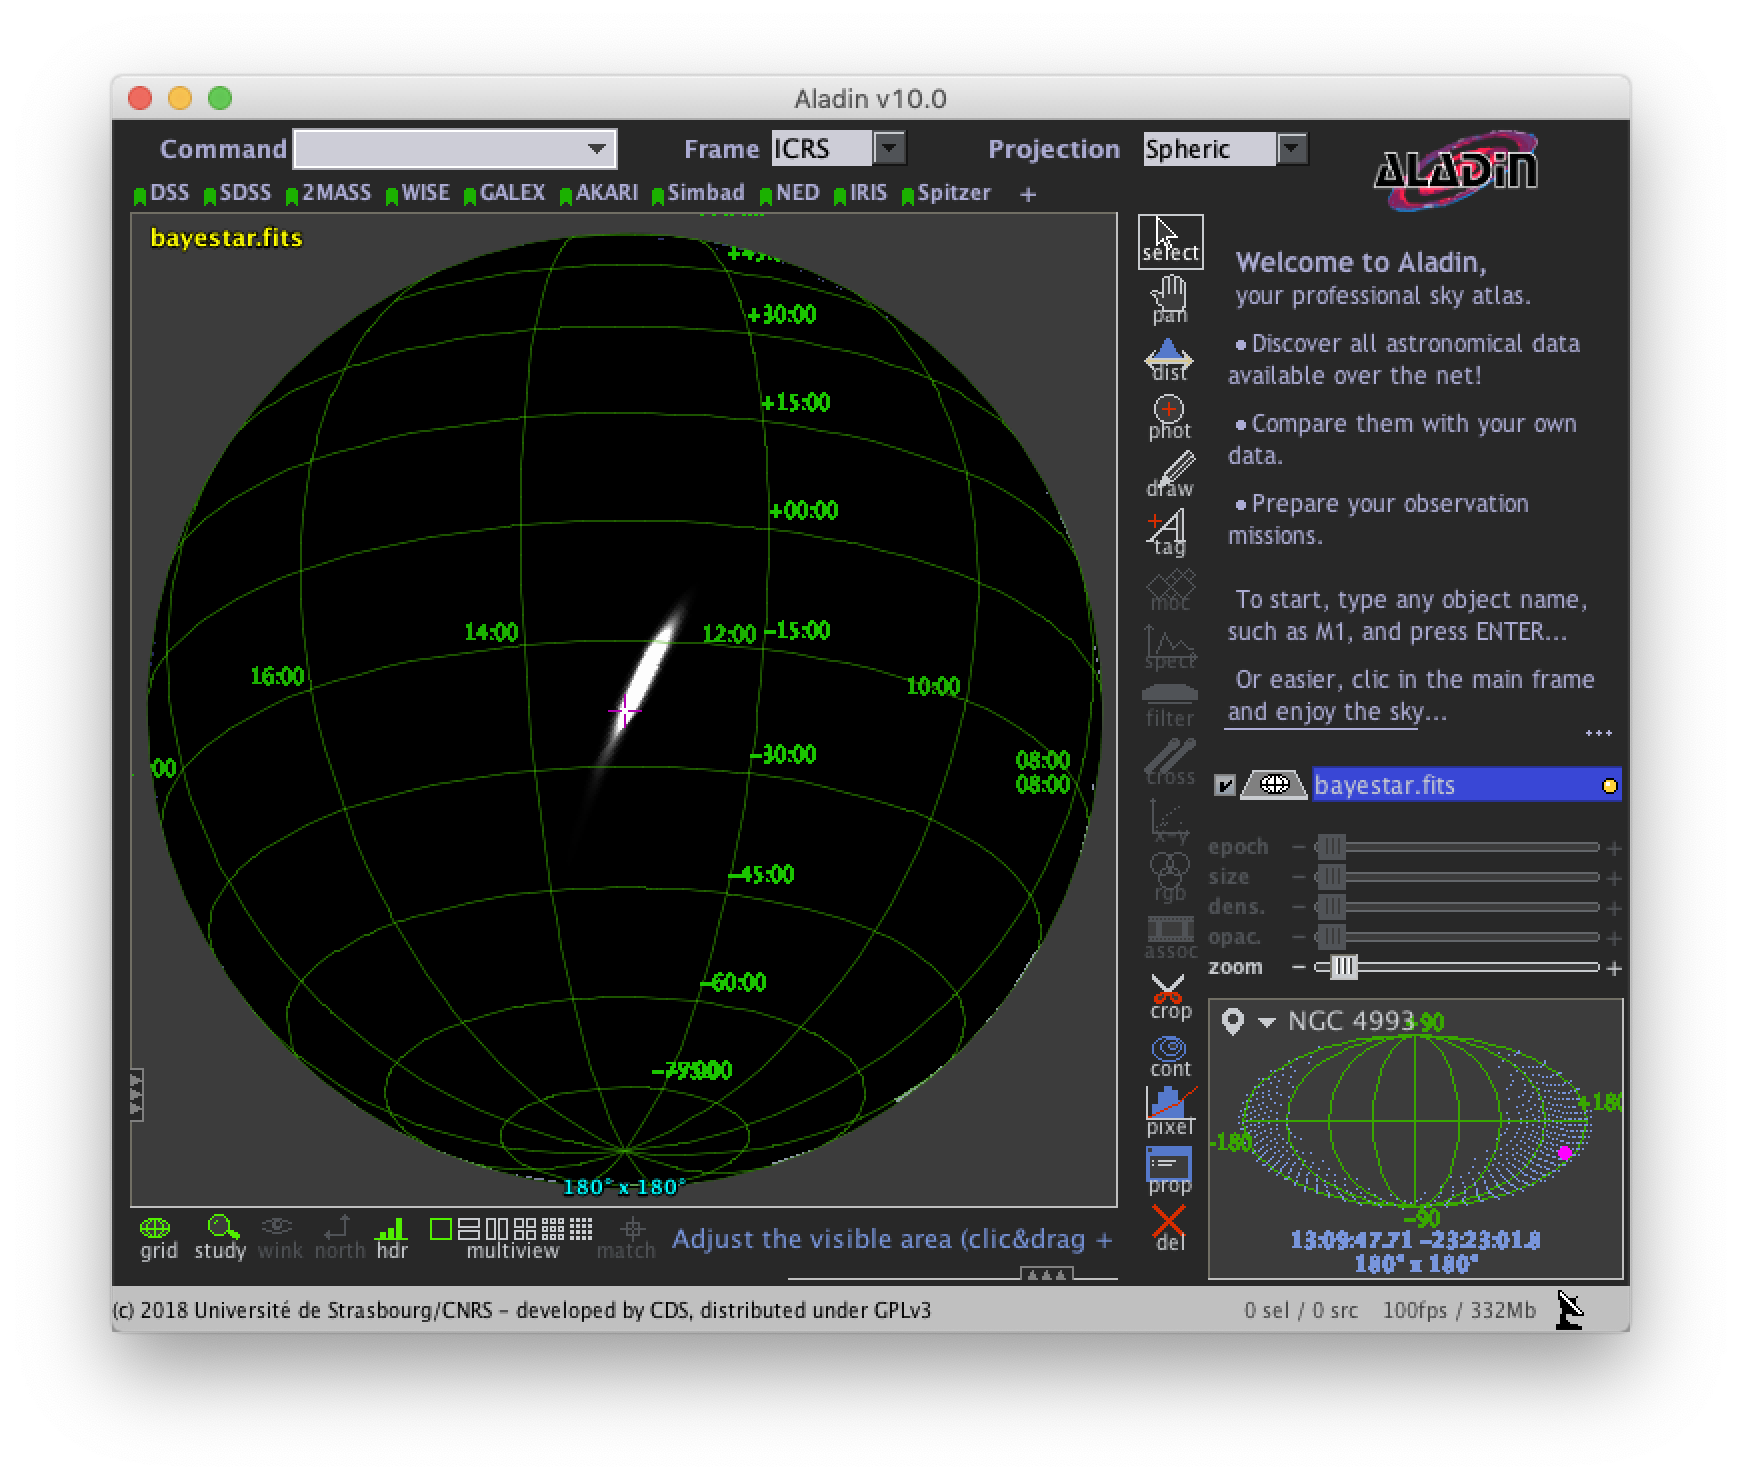 Aladin v10.0
Command Frame ICRS Projection Spheric
ALADiN
DSS SDSS 2MASS WISE GALEX AKARI Simbad NED IRIS Spitzer +
bayestar.fits
+30:00
+15:00
+00:00
14:00 12:00 -15:00
16:00 10:00
-30:00
00 08:00
08:00
-45:00
-60:00
180° x 180°
select
pan
dist
phot
draw
tag
moc
spect
filter
cross
x-y
rgb
assoc
crop
cont
pixel
prop
del
Welcome to Aladin,
your professional sky atlas.
• Discover all astronomical data
available over the net!
• Compare them with your own
data.
• Prepare your observation
missions.
To start, type any object name,
such as M1, and press ENTER...
Or easier, clic in the main frame
and enjoy the sky...
...
bayestar.fits
epoch - +
size - +
dens. - +
opac. - +
zoom - +
NGC 4993
+90
+180
-180
-90
13:09:47.71 -23:23:01.8
180° x 180°
grid study wink north hdr multiview match
Adjust the visible area (clic&drag +
(c) 2018 Université de Strasbourg/CNRS - developed by CDS, distributed under GPLv3
0 sel / 0 src 100fps / 332Mb